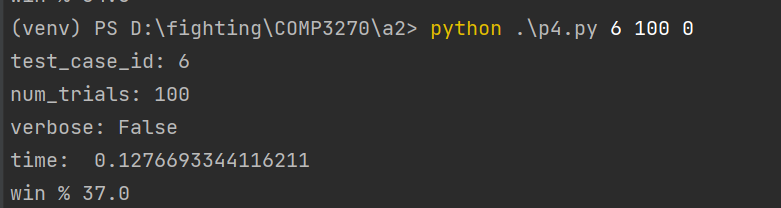 (venv) PS D:\fighting\COMP3270\a2> python .\p4.py 6 100 0
test_case_id: 6
num_trials: 100
verbose: False
time:  0.1276693344116211
win % 37.0